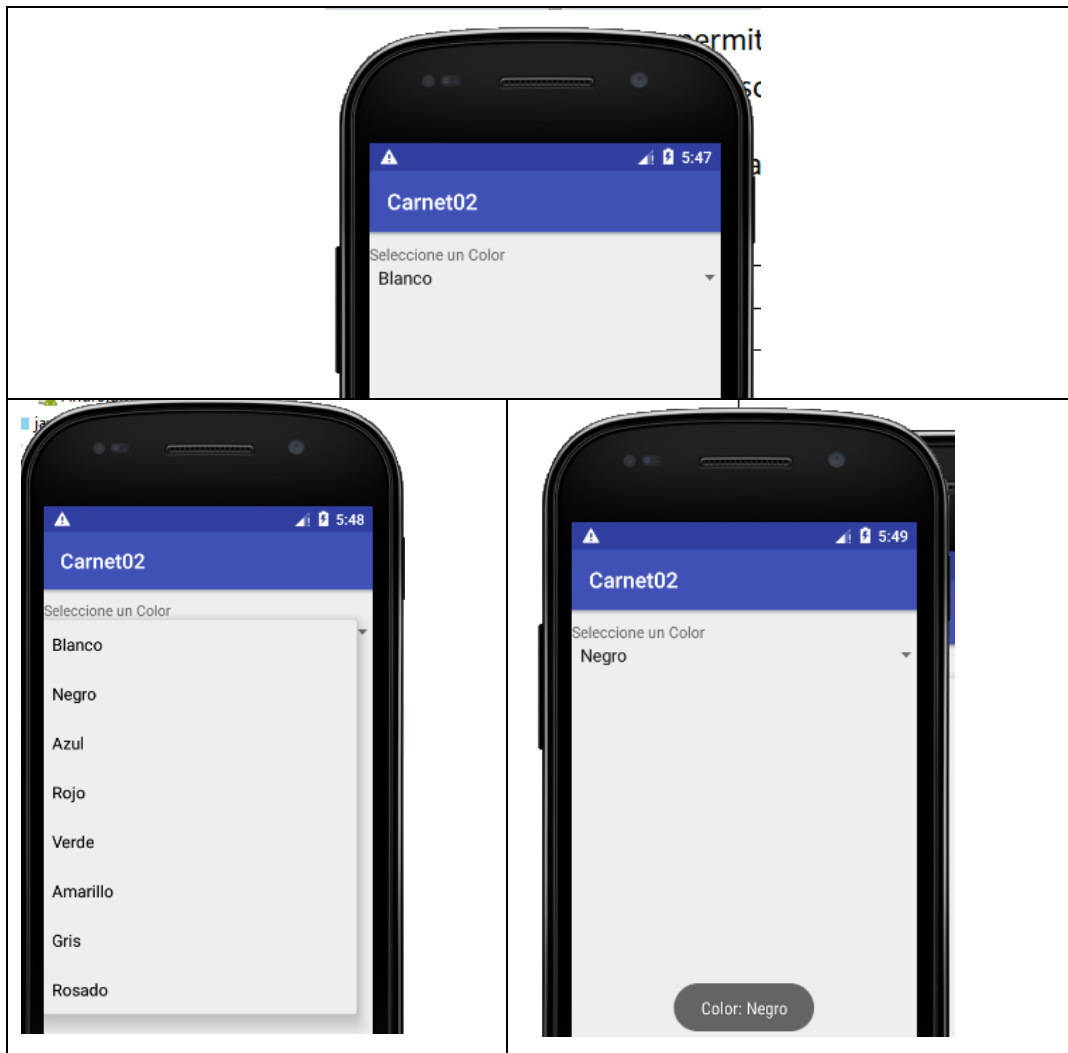 permit
5:47
Carnet02
Seleccione un Color
Blanco
5:48
Carnet02
Seleccione un Color
Blanco
Negro
Azul
Rojo
Verde
Amarillo
Gris
Rosado
5:49
Carnet02
Seleccione un Color
Negro
Color: Negro